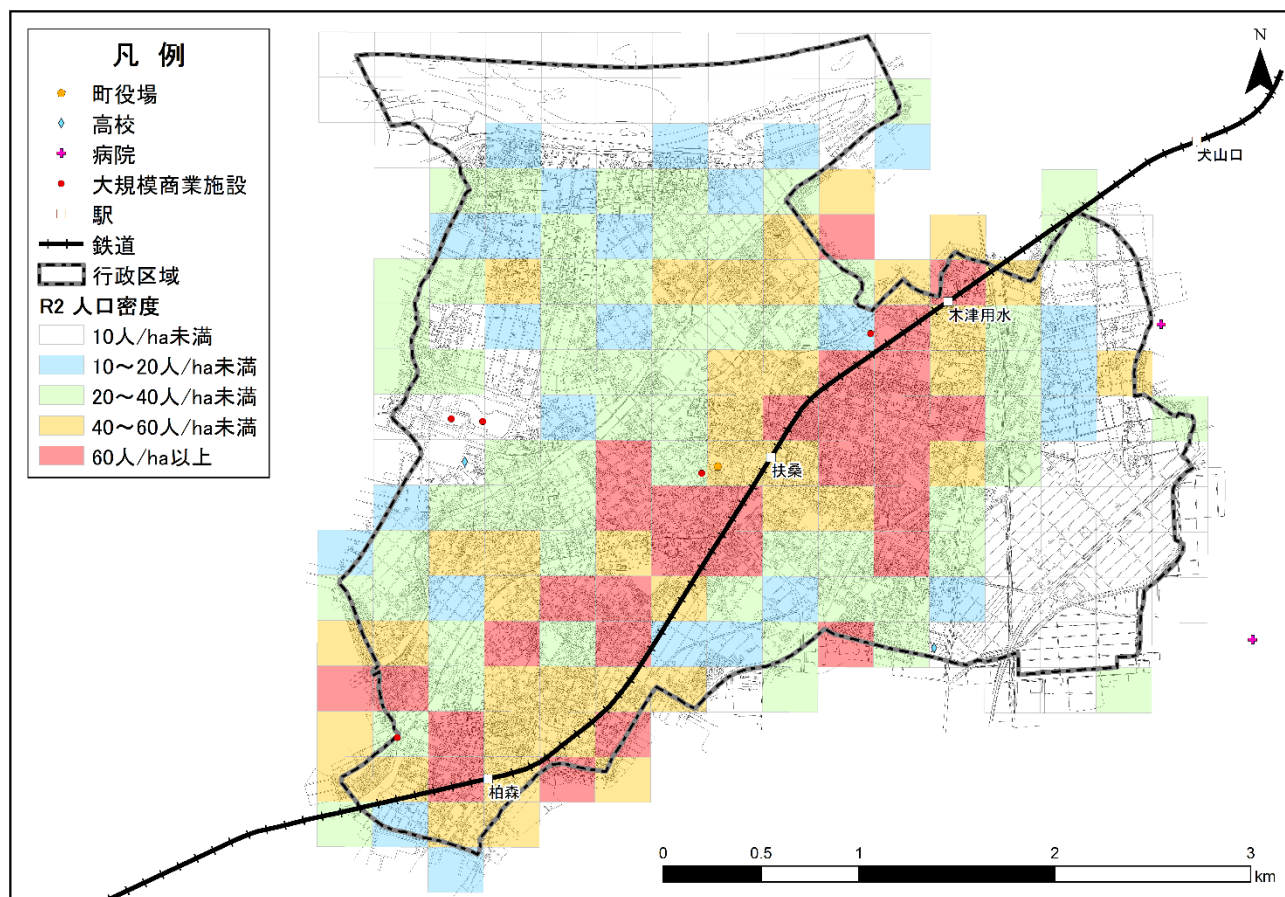 凡 例
町役場
高校
病院
大規模商業施設
駅
鉄道
行政区域
R2 人口密度
10人/ha未満
10～20人/ha未満
20～40人/ha未満
40～60人/ha未満
60人/ha以上
N
犬山口
木津用水
扶桑
柏森
0 0.5 1 2 3
km